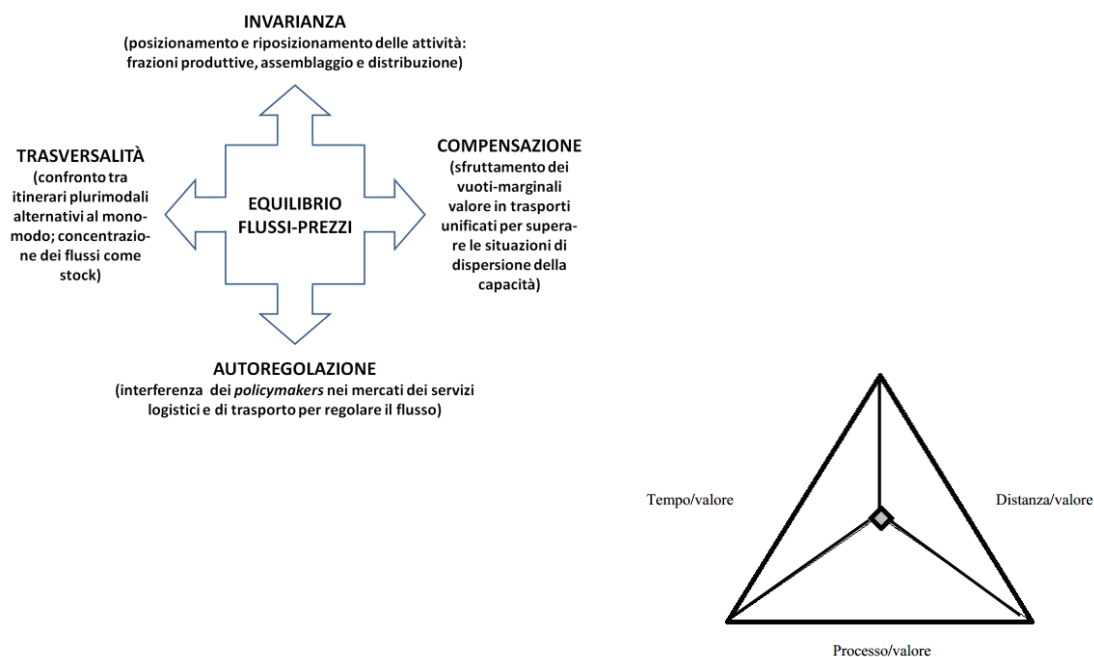 INVARIANZA
(posizionamento e riposizionamento delle attività:
frazioni produttive, assemblaggio e distribuzione)
TRASVERSALITÀ
(confronto tra
itinerari plurimodali
alternativi al mono-
modo; concentrazio-
ne dei flussi come
stock)
EQUILIBRIO
FLUSSI-PREZZI
COMPENSAZIONE
(sfruttamento dei
vuoti-marginali
valore in trasporti
unificati per supera-
re le situazioni di
dispersione della
capacità)
AUTOREGOLAZIONE
(interferenza dei policymakers nei mercati dei servizi
logistici e di trasporto per regolare il flusso)
Tempo/valore
Distanza/valore
Processo/valore